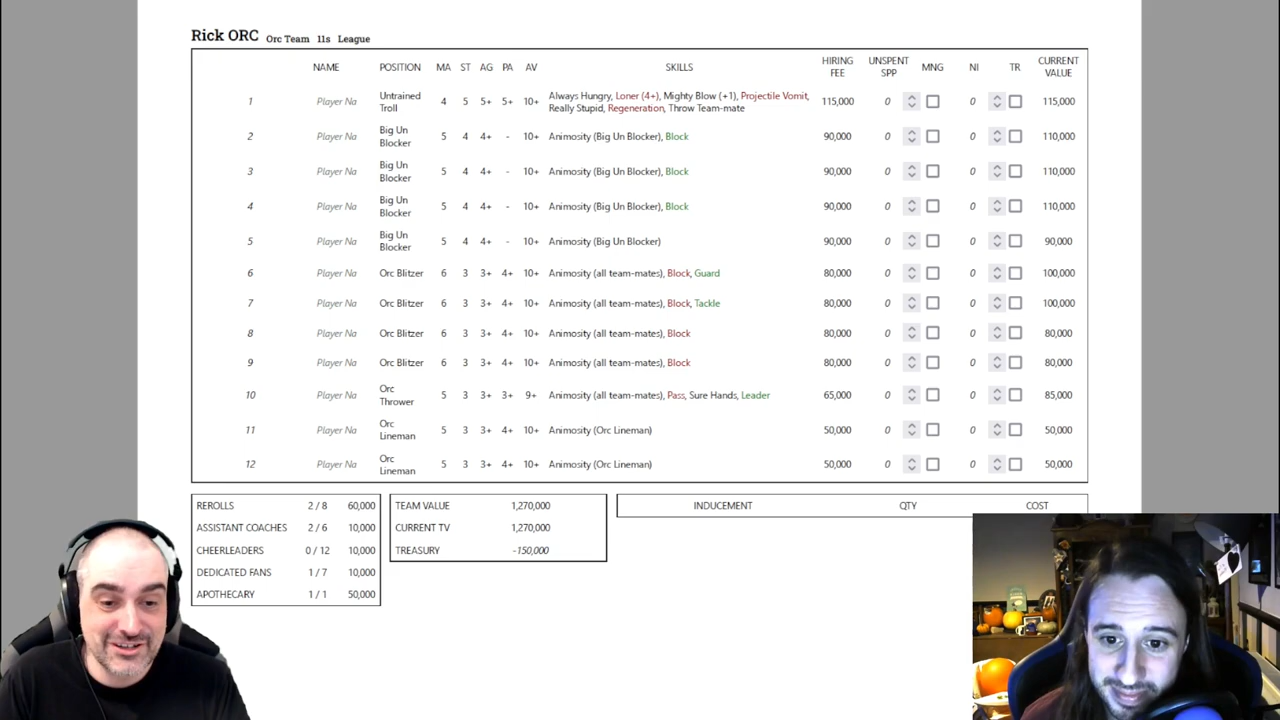 Rick ORC Orc Team 11s League
NAME POSITION MA ST AG PA AV SKILLS HIRING FEE UNSPENT SPP MNG NI TR CURRENT VALUE
1 Player Na Untrained Troll 4 5 5+ 5+ 10+ Always Hungry, Loner (4+), Mighty Blow (+1), Projectile Vomit, Really Stupid, Regeneration, Throw Team-mate 115,000 0 0 115,000
2 Player Na Big Un Blocker 5 4 4+ - 10+ Animosity (Big Un Blocker), Block 90,000 0 0 110,000
3 Player Na Big Un Blocker 5 4 4+ - 10+ Animosity (Big Un Blocker), Block 90,000 0 0 110,000
4 Player Na Big Un Blocker 5 4 4+ - 10+ Animosity (Big Un Blocker), Block 90,000 0 0 110,000
5 Player Na Big Un Blocker 5 4 4+ - 10+ Animosity (Big Un Blocker) 90,000 0 0 90,000
6 Player Na Orc Blitzer 6 3 3+ 4+ 10+ Animosity (all team-mates), Block, Guard 80,000 0 0 100,000
7 Player Na Orc Blitzer 6 3 3+ 4+ 10+ Animosity (all team-mates), Block, Tackle 80,000 0 0 100,000
8 Player Na Orc Blitzer 6 3 3+ 4+ 10+ Animosity (all team-mates), Block 80,000 0 0 80,000
9 Player Na Orc Blitzer 6 3 3+ 4+ 10+ Animosity (all team-mates), Block 80,000 0 0 80,000
10 Player Na Orc Thrower 5 3 3+ 3+ 9+ Animosity (all team-mates), Pass, Sure Hands, Leader 65,000 0 0 85,000
11 Player Na Orc Lineman 5 3 3+ 4+ 10+ Animosity (Orc Lineman) 50,000 0 0 50,000
12 Player Na Orc Lineman 5 3 3+ 4+ 10+ Animosity (Orc Lineman) 50,000 0 0 50,000
REROLLS 2 / 8 60,000
ASSISTANT COACHES 2 / 6 10,000
CHEERLEADERS 0 / 12 10,000
DEDICATED FANS 1 / 7 10,000
APOTHECARY 1 / 1 50,000
TEAM VALUE 1,270,000
CURRENT TV 1,270,000
TREASURY -150,000
INDUCEMENT QTY COST